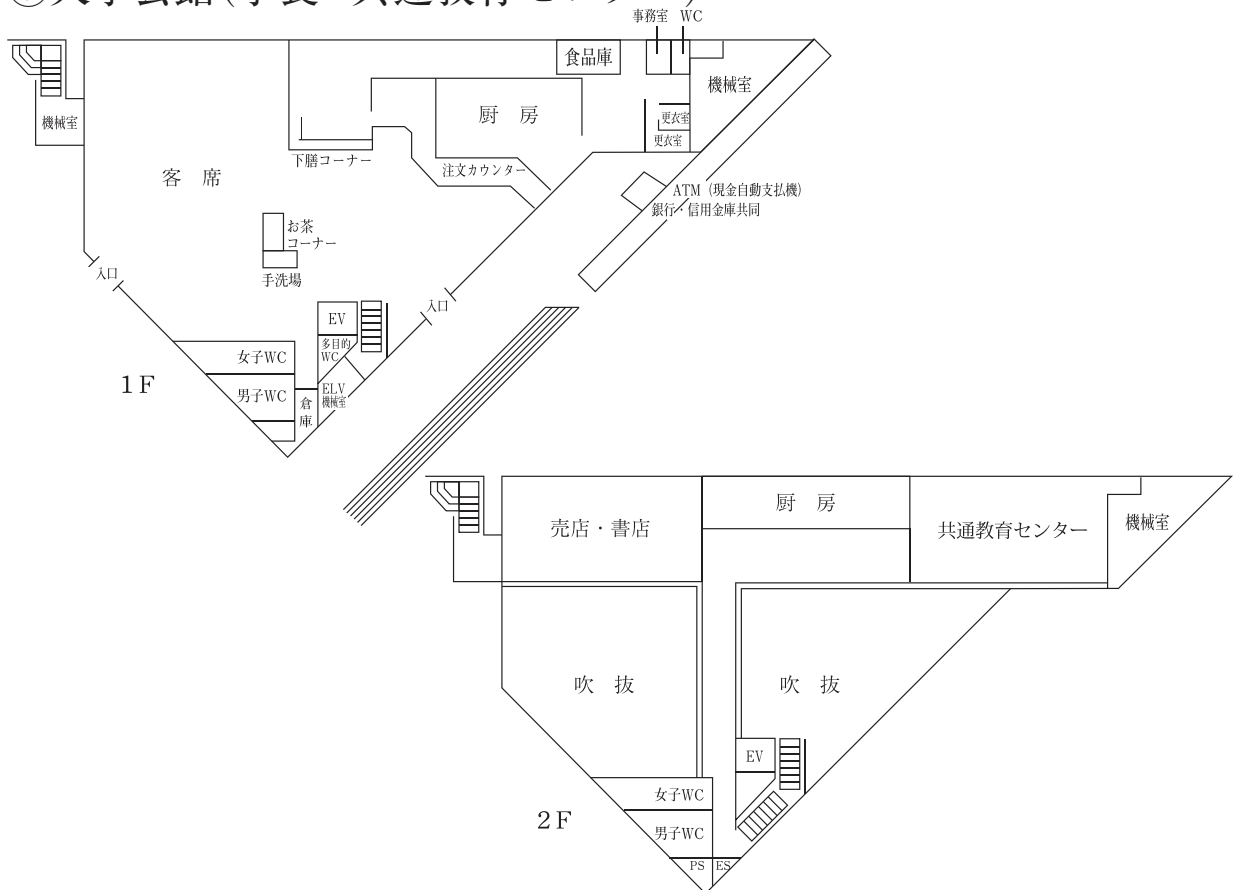 事務室 WC
食品庫
機械室
機械室
厨 房
更衣室
更衣室
下膳コーナー
注文カウンター
客 席
ATM（現金自動支払機）
銀行・信用金庫共同
お茶
コーナー
手洗場
入口
入口
EV
多目的
WC
女子WC
男子WC
ELV
機械室
倉
庫
1F
売店・書店
厨 房
共通教育センター
機械室
吹 抜
吹 抜
EV
女子WC
男子WC
PS
ES
2F